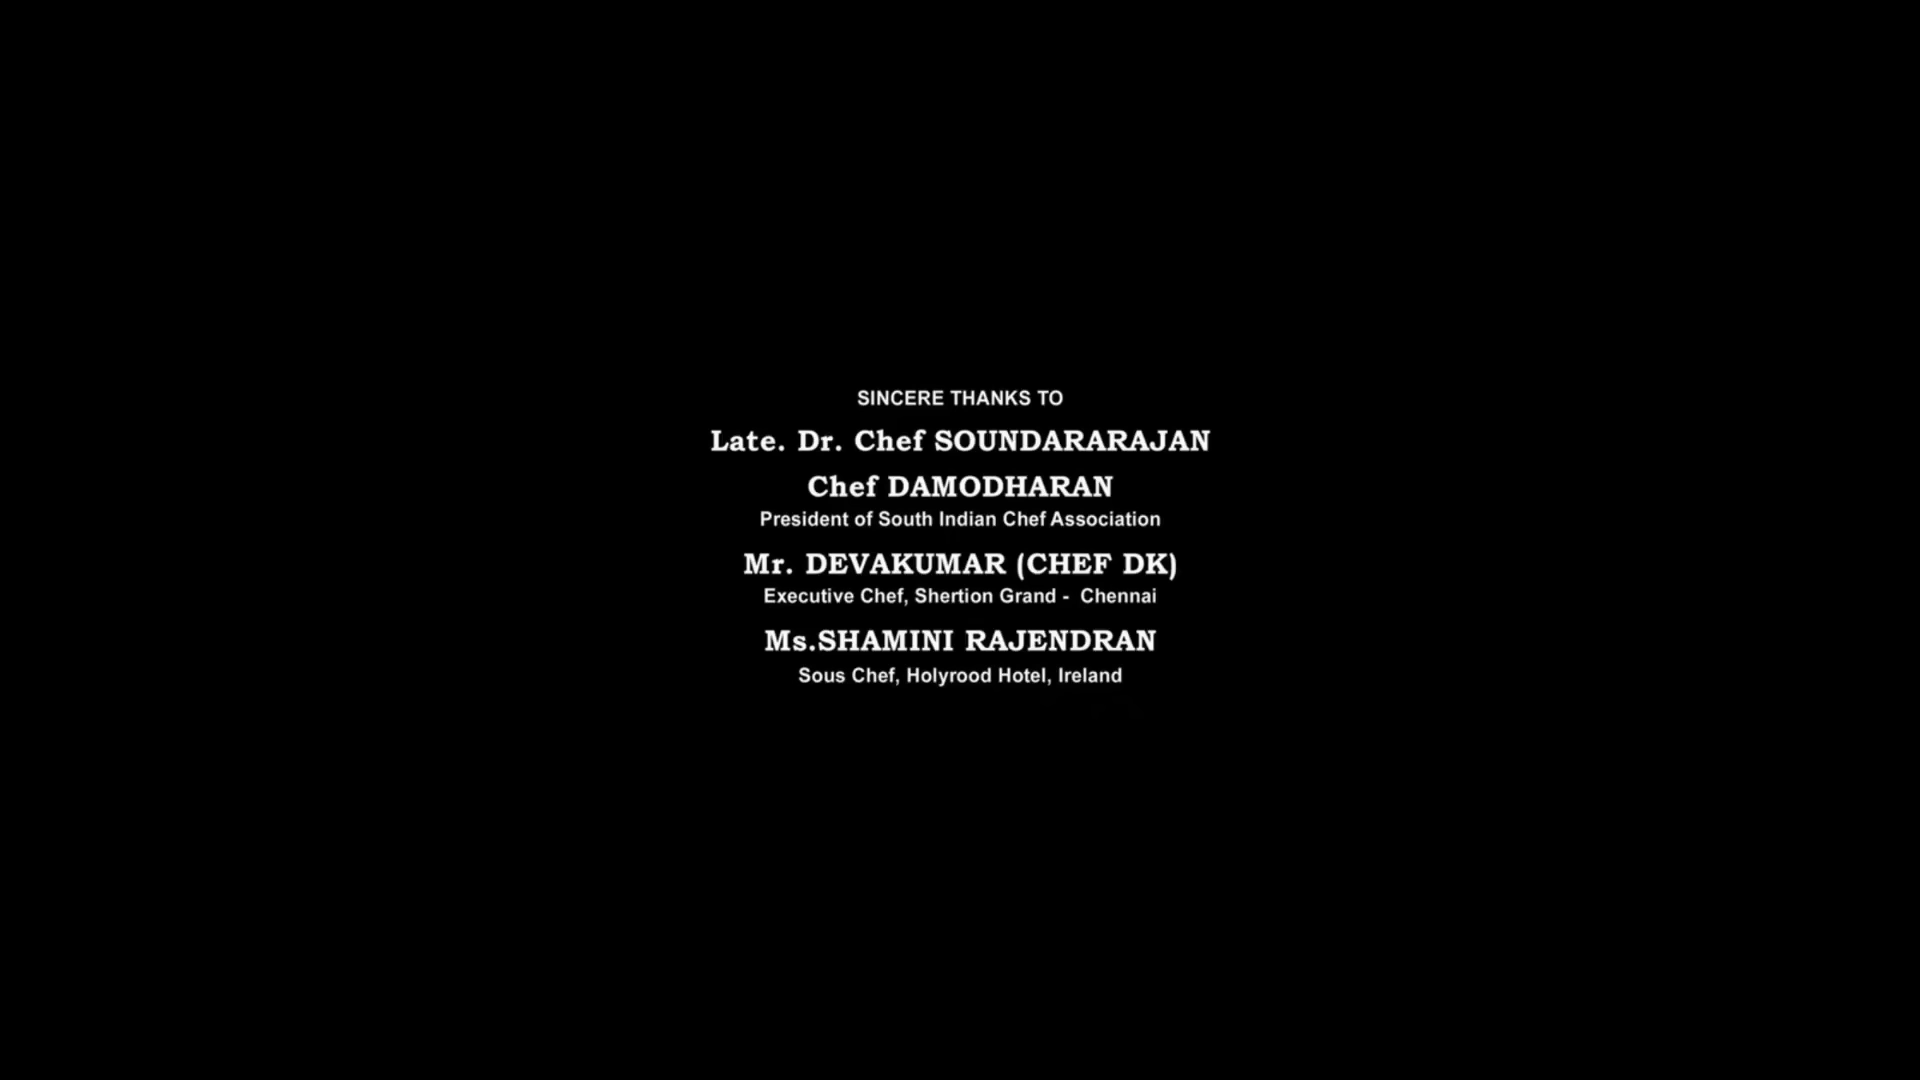 SINCERE THANKS TO
Late. Dr. Chef SOUNDARARAJAN
Chef DAMODHARAN
President of South Indian Chef Association
Mr. DEVAKUMAR (CHEF DK)
Executive Chef, Shertion Grand - Chennai
Ms.SHAMINI RAJENDRAN
Sous Chef, Holyrood Hotel, Ireland